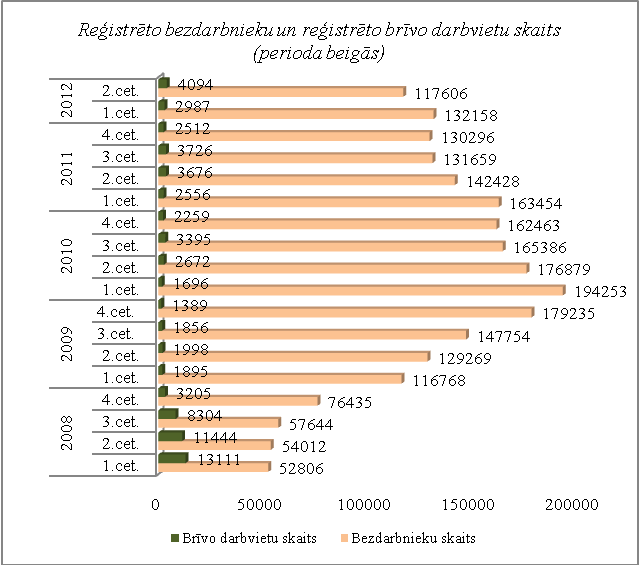 Reģistrēto bezdarbnieku un reģistrēto brīvo darbvietu skaits
(perioda beigās)
2012
2.cet. 4094 117606
1.cet. 2987 132158
2011
4.cet. 2512 130296
3.cet. 3726 131659
2.cet. 3676 142428
1.cet. 2556 163454
2010
4.cet. 2259 162463
3.cet. 3395 165386
2.cet. 2672 176879
1.cet. 1696 194253
2009
4.cet. 1389 179235
3.cet. 1856 147754
2.cet. 1998 129269
1.cet. 1895 116768
2008
4.cet. 3205 76435
3.cet. 8304 57644
2.cet. 11444 54012
1.cet. 13111 52806
0 50000 100000 150000 200000
Brīvo darbvietu skaits Bezdarbnieku skaits